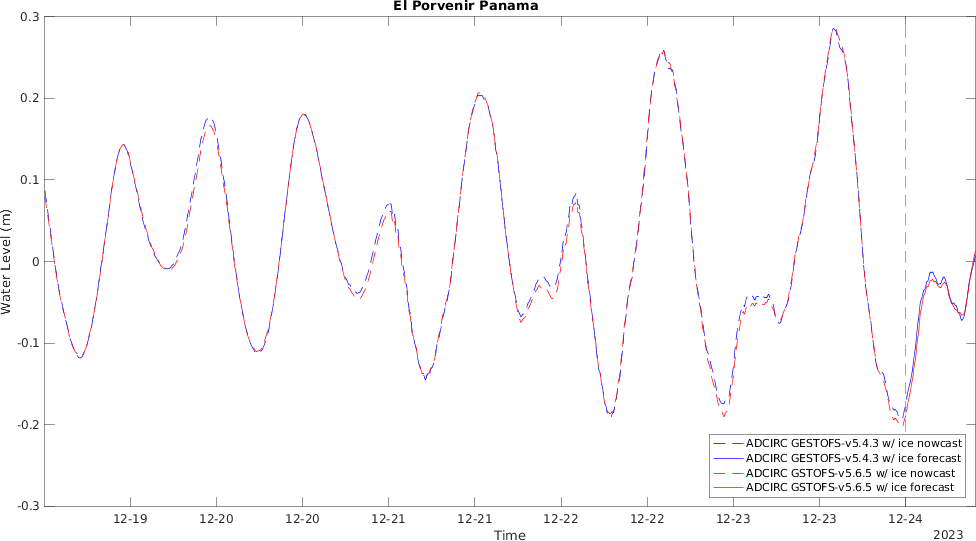 El Porvenir Panama
0.3
0.2
0.1
0
-0.1
-0.2
-0.3
Water Level (m)
ADCIRC GESTOFS-v5.4.3 w/ ice nowcast
ADCIRC GESTOFS-v5.4.3 w/ ice forecast
ADCIRC GSTOFS-v5.6.5 w/ ice nowcast
ADCIRC GSTOFS-v5.6.5 w/ ice forecast
12-19 12-20 12-20 12-21 12-21 12-22 12-22 12-23 12-23 12-24
Time 2023